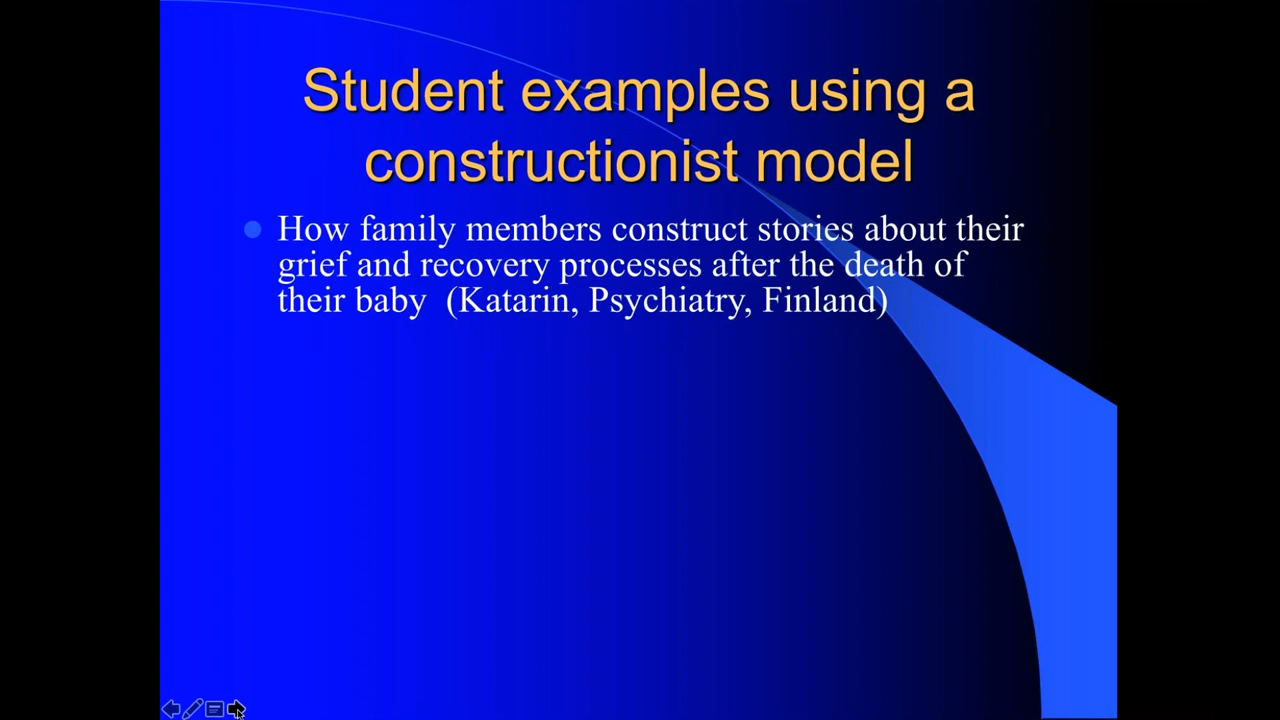 Student examples using a
constructionist model
How family members construct stories about their
grief and recovery processes after the death of
their baby (Katarin, Psychiatry, Finland)